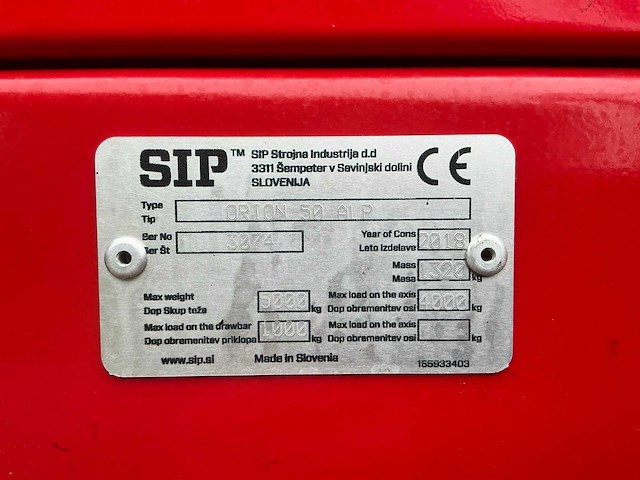 SIP™ SIP Strojna Industrija d.d
3311 Šempeter v Savinjski dolini
SLOVENIJA
CE
Type
Tip
ORION 50 ALP
Ser No
Ser Št
3074
Year of Cons
Leto Izdelave
2018
Mass
Masa
320
kg
Max weight
Dop Skup teža
5000
kg
Max load on the axis
Dop obremenitev osi
4000
kg
Max load on the drawbar
Dop obremenitev priklopa
1000
kg
Max load on the axis
Dop obremenitev osi
kg
www.sip.si Made in Slovenia
155933403